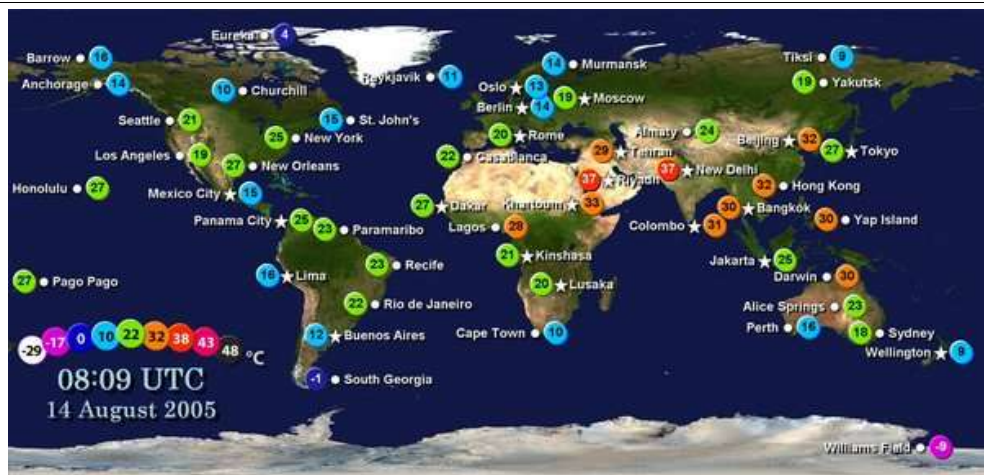 Eureka 4
Barrow 16
Anchorage 14
10 Churchill
Reykjavik 11
14 Murmansk
Tiksi 9
19 Yakutsk
Oslo 13
Berlin 14
19 Moscow
Seattle 21
15 St. John's
25 New York
20 Rome
Almaty 24
Beijing 32
27 Tokyo
Los Angeles 19
27 New Orleans
22 Casablanca
29 Tehran
37 New Delhi
Honolulu 27
Mexico City 15
37 Riyadh
32 Hong Kong
27 Dakar
Khartoum 33
30 Bangkok
Panama City 25
23 Paramaribo
Lagos 28
Colombo 31
30 Yap Island
21 Kinshasa
Jakarta 25
27 Pago Pago
16 Lima
23 Recife
20 Lusaka
Darwin 30
22 Rio de Janeiro
Alice Springs 23
12 Buenos Aires
Cape Town 10
Perth 16
18 Sydney
Wellington 9
-29 -17 0 10 22 32 38 43 48 °C
08:09 UTC
14 August 2005
-1 South Georgia
Williams Field -9